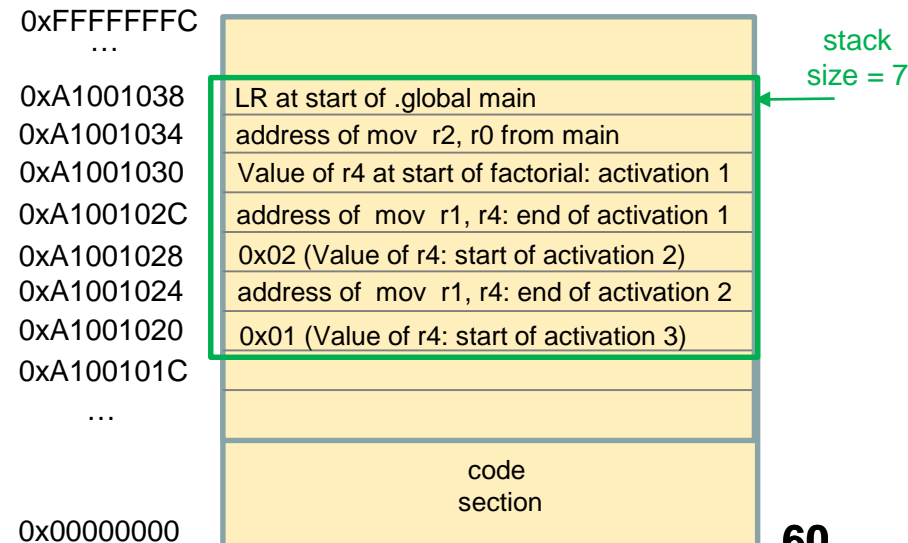 0xFFFFFFFC
...
stack
size = 7
0xA1001038 LR at start of .global main
0xA1001034 address of mov r2, r0 from main
0xA1001030 Value of r4 at start of factorial: activation 1
0xA100102C address of mov r1, r4: end of activation 1
0xA1001028 0x02 (Value of r4: start of activation 2)
0xA1001024 address of mov r1, r4: end of activation 2
0xA1001020 0x01 (Value of r4: start of activation 3)
0xA100101C
...
code
section
0x00000000
60